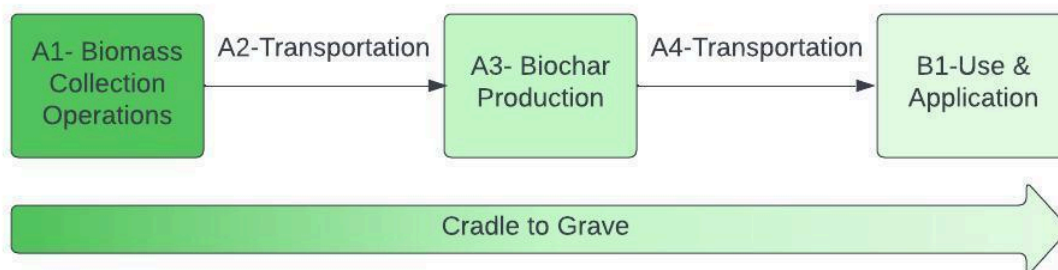 A1- Biomass
Collection
Operations
A2-Transportation
A3- Biochar
Production
A4-Transportation
B1-Use &
Application
Cradle to Grave